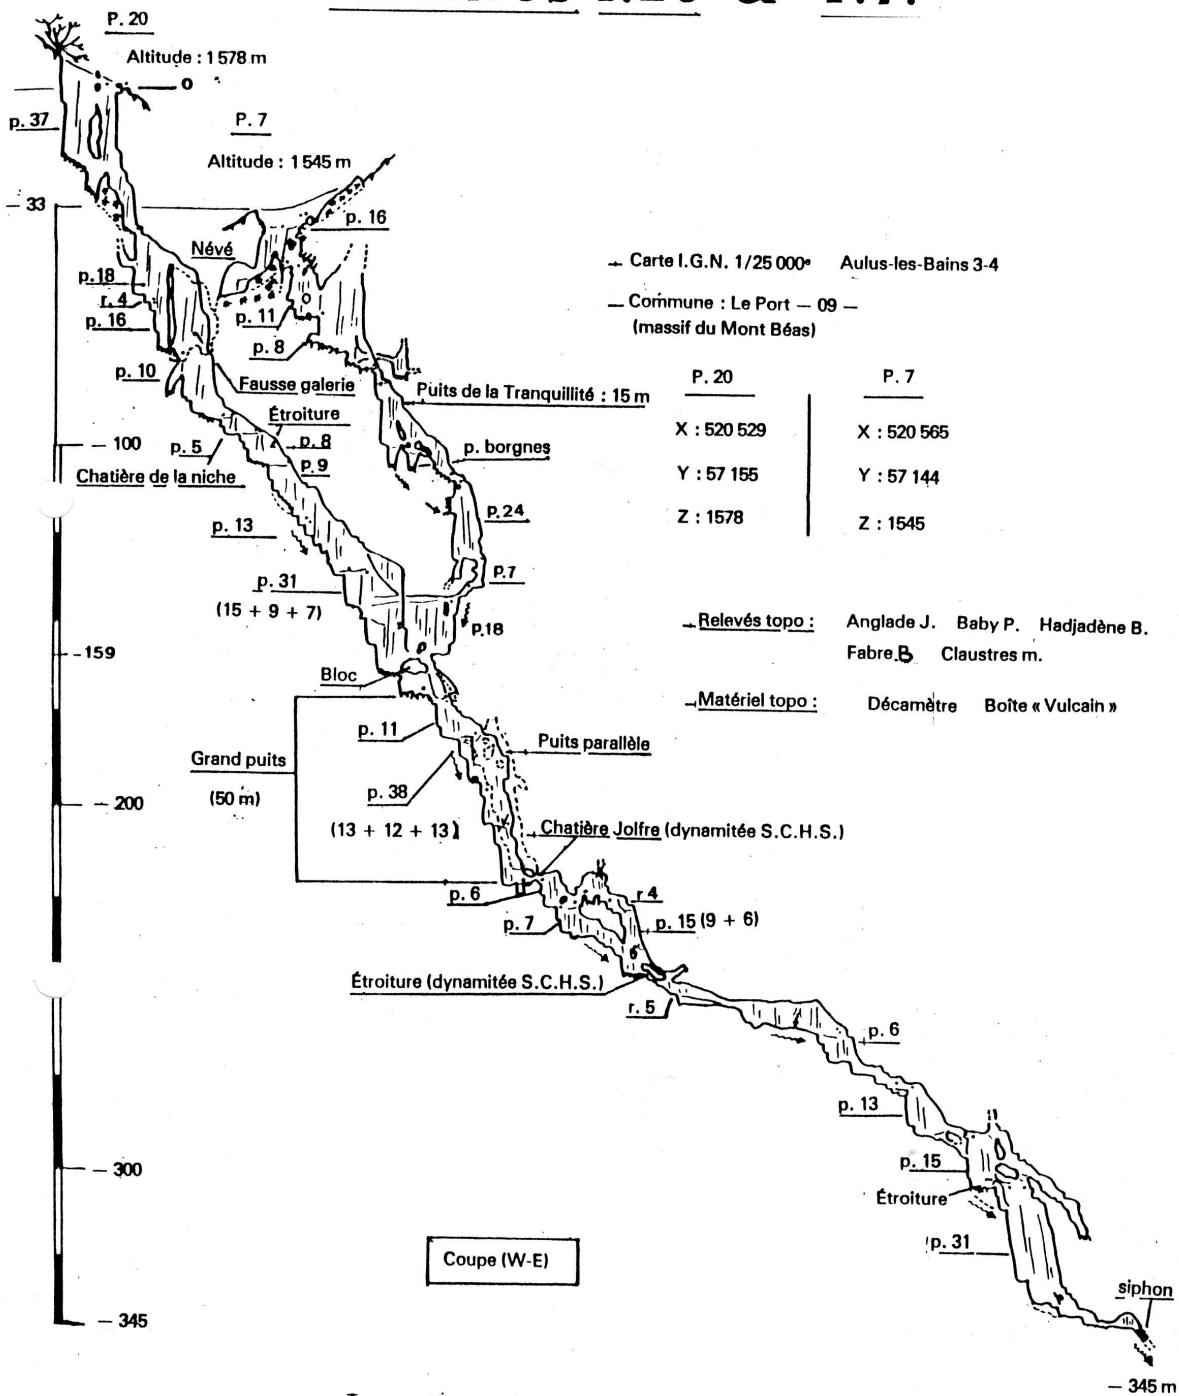 P.20 & P.7.
P. 20
Altitude : 1 578 m
0
p. 37
P. 7
Altitude : 1 545 m
– 33
p. 16
Névé
p.18
r. 4
p. 16
p. 11
p. 8
p. 10
Fausse galerie
Puits de la Tranquillité : 15 m
Étroiture
– 100
p. 5
p. 8
p. borgnes
Chatière de la niche
p.9
p. 13
p.24
p. 31
(15 + 9 + 7)
p.7
p.18
-159
Bloc
p. 11
Puits parallèle
Grand puits
(50 m)
p. 38
– 200
(13 + 12 + 13)
Chatière Jolfre (dynamitée S.C.H.S.)
p. 6
r 4
p. 7
p. 15 (9 + 6)
Étroiture (dynamitée S.C.H.S.)
r. 5
p. 6
p. 13
– 300
p. 15
Étroiture
p. 31
Coupe (W-E)
siphon
– 345
– 345 m
Carte I.G.N. 1/25 000e Aulus-les-Bains 3-4
Commune : Le Port – 09 –
(massif du Mont Béas)
P. 20 P. 7
X : 520 529 X : 520 565
Y : 57 155 Y : 57 144
Z : 1578 Z : 1545
Relevés topo : Anglade J. Baby P. Hadjadène B.
Fabre.B Claustres m.
Matériel topo : Décamètre Boîte « Vulcain »